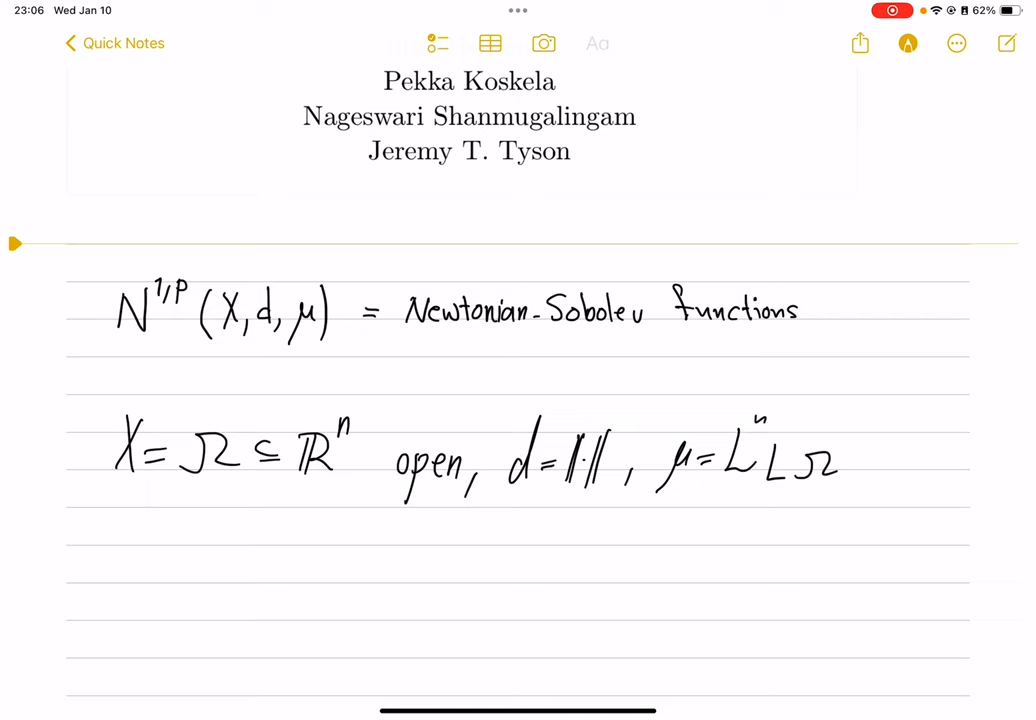 23:06 Wed Jan 10 62%
Quick Notes Aa
Pekka Koskela
Nageswari Shanmugalingam
Jeremy T. Tyson
N^{1,p} (X, d, μ) = Newtonian-Sobolev functions
X = Ω ⊆ ℝ^n open, d = ‖·‖, μ = L^n ⌞ Ω